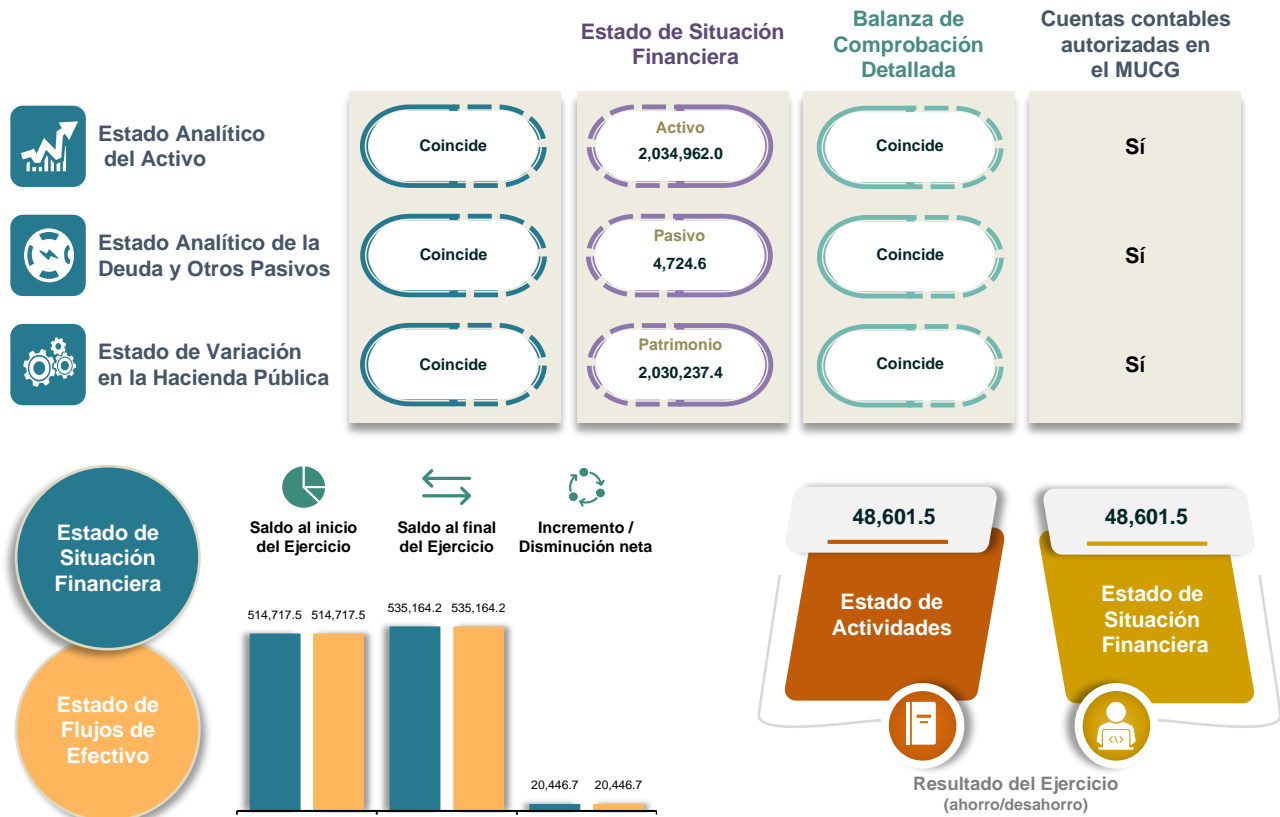 Estado de Situación
Financiera
Balanza de
Comprobación
Detallada
Cuentas contables
autorizadas en
el MUCG
Estado Analítico
del Activo
Coincide
Activo
2,034,962.0
Coincide
Sí
Estado Analítico de la
Deuda y Otros Pasivos
Coincide
Pasivo
4,724.6
Coincide
Sí
Estado de Variación
en la Hacienda Pública
Coincide
Patrimonio
2,030,237.4
Coincide
Sí
Estado de
Situación
Financiera
Estado de
Flujos de
Efectivo
Saldo al inicio
del Ejercicio
Saldo al final
del Ejercicio
Incremento /
Disminución neta
514,717.5 514,717.5
535,164.2 535,164.2
20,446.7 20,446.7
48,601.5
Estado de
Actividades
48,601.5
Estado de
Situación
Financiera
Resultado del Ejercicio
(ahorro/desahorro)